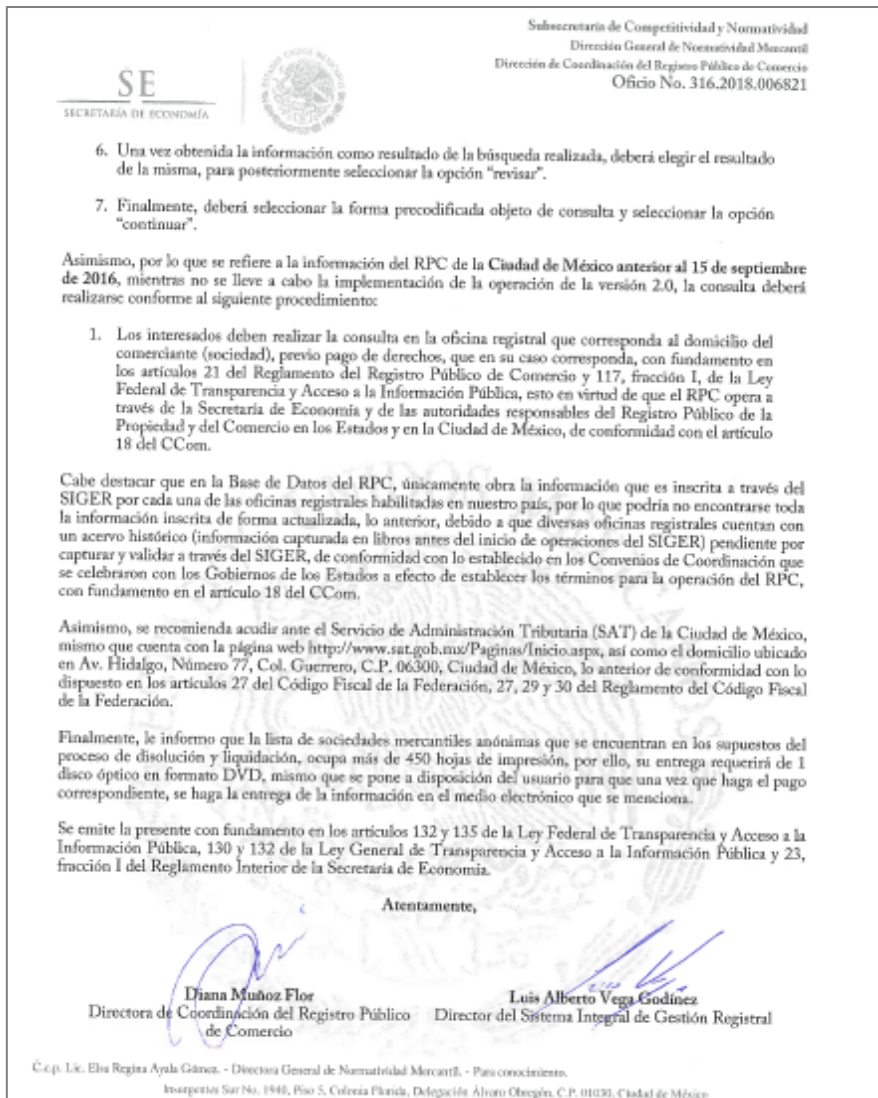 Subsecretaría de Competitividad y Normatividad
Dirección General de Normatividad Mercantil
Dirección de Coordinación del Registro Público de Comercio
Oficio No. 316.2018.006821
SE
SECRETARÍA DE ECONOMÍA
6. Una vez obtenida la información como resultado de la búsqueda realizada, deberá elegir el resultado
de la misma, para posteriormente seleccionar la opción "revisar".
7. Finalmente, deberá seleccionar la forma precodificada objeto de consulta y seleccionar la opción
"continuar".
Asimismo, por lo que se refiere a la información del RPC de la Ciudad de México anterior al 15 de septiembre
de 2016, mientras no se lleve a cabo la implementación de la operación de la versión 2.0, la consulta deberá
realizarse conforme al siguiente procedimiento:
1. Los interesados deben realizar la consulta en la oficina registral que corresponda al domicilio del
comerciante (sociedad), previo pago de derechos, que en su caso corresponda, con fundamento en
los artículos 21 del Reglamento del Registro Público de Comercio y 117, fracción I, de la Ley
Federal de Transparencia y Acceso a la Información Pública, esto en virtud de que el RPC opera a
través de la Secretaría de Economía y de las autoridades responsables del Registro Público de la
Propiedad y del Comercio en los Estados y en la Ciudad de México, de conformidad con el artículo
18 del CCom.
Cabe destacar que en la Base de Datos del RPC, únicamente obra la información que es inscrita a través del
SIGER por cada una de las oficinas registrales habilitadas en nuestro país, por lo que podría no encontrarse toda
la información inscrita de forma actualizada, lo anterior, debido a que diversas oficinas registrales cuentan con
un acervo histórico (información capturada en libros antes del inicio de operaciones del SIGER) pendiente por
capturar y validar a través del SIGER, de conformidad con lo establecido en los Convenios de Coordinación que
se celebraron con los Gobiernos de los Estados a efecto de establecer los términos para la operación del RPC,
con fundamento en el artículo 18 del CCom.
Asimismo, se recomienda acudir ante el Servicio de Administración Tributaria (SAT) de la Ciudad de México,
mismo que cuenta con la página web http://www.sat.gob.mx/Paginas/Inicio.aspx, así como el domicilio ubicado
en Av. Hidalgo, Número 77, Col. Guerrero, C.P. 06300, Ciudad de México, lo anterior de conformidad con lo
dispuesto en los artículos 27 del Código Fiscal de la Federación, 27, 29 y 30 del Reglamento del Código Fiscal
de la Federación.
Finalmente, le informo que la lista de sociedades mercantiles anónimas que se encuentran en los supuestos del
proceso de disolución y liquidación, ocupa más de 450 hojas de impresión, por ello, su entrega requerirá de 1
disco óptico en formato DVD, mismo que se pone a disposición del usuario para que una vez que haga el pago
correspondiente, se haga la entrega de la información en el medio electrónico que se menciona.
Se emite la presente con fundamento en los artículos 132 y 135 de la Ley Federal de Transparencia y Acceso a la
Información Pública, 130 y 132 de la Ley General de Transparencia y Acceso a la Información Pública y 23,
fracción I del Reglamento Interior de la Secretaría de Economía.
Atentamente,
Diana Muñoz Flor
Directora de Coordinación del Registro Público
de Comercio
Luis Alberto Vega Godínez
Director del Sistema Integral de Gestión Registral
C.c.p. Lic. Elsa Regina Ayala Gámez. - Directora General de Normatividad Mercantil. - Para conocimiento.
Insurgentes Sur No. 1940, Piso 5, Colonia Florida, Delegación Álvaro Obregón, C.P. 01030, Ciudad de México